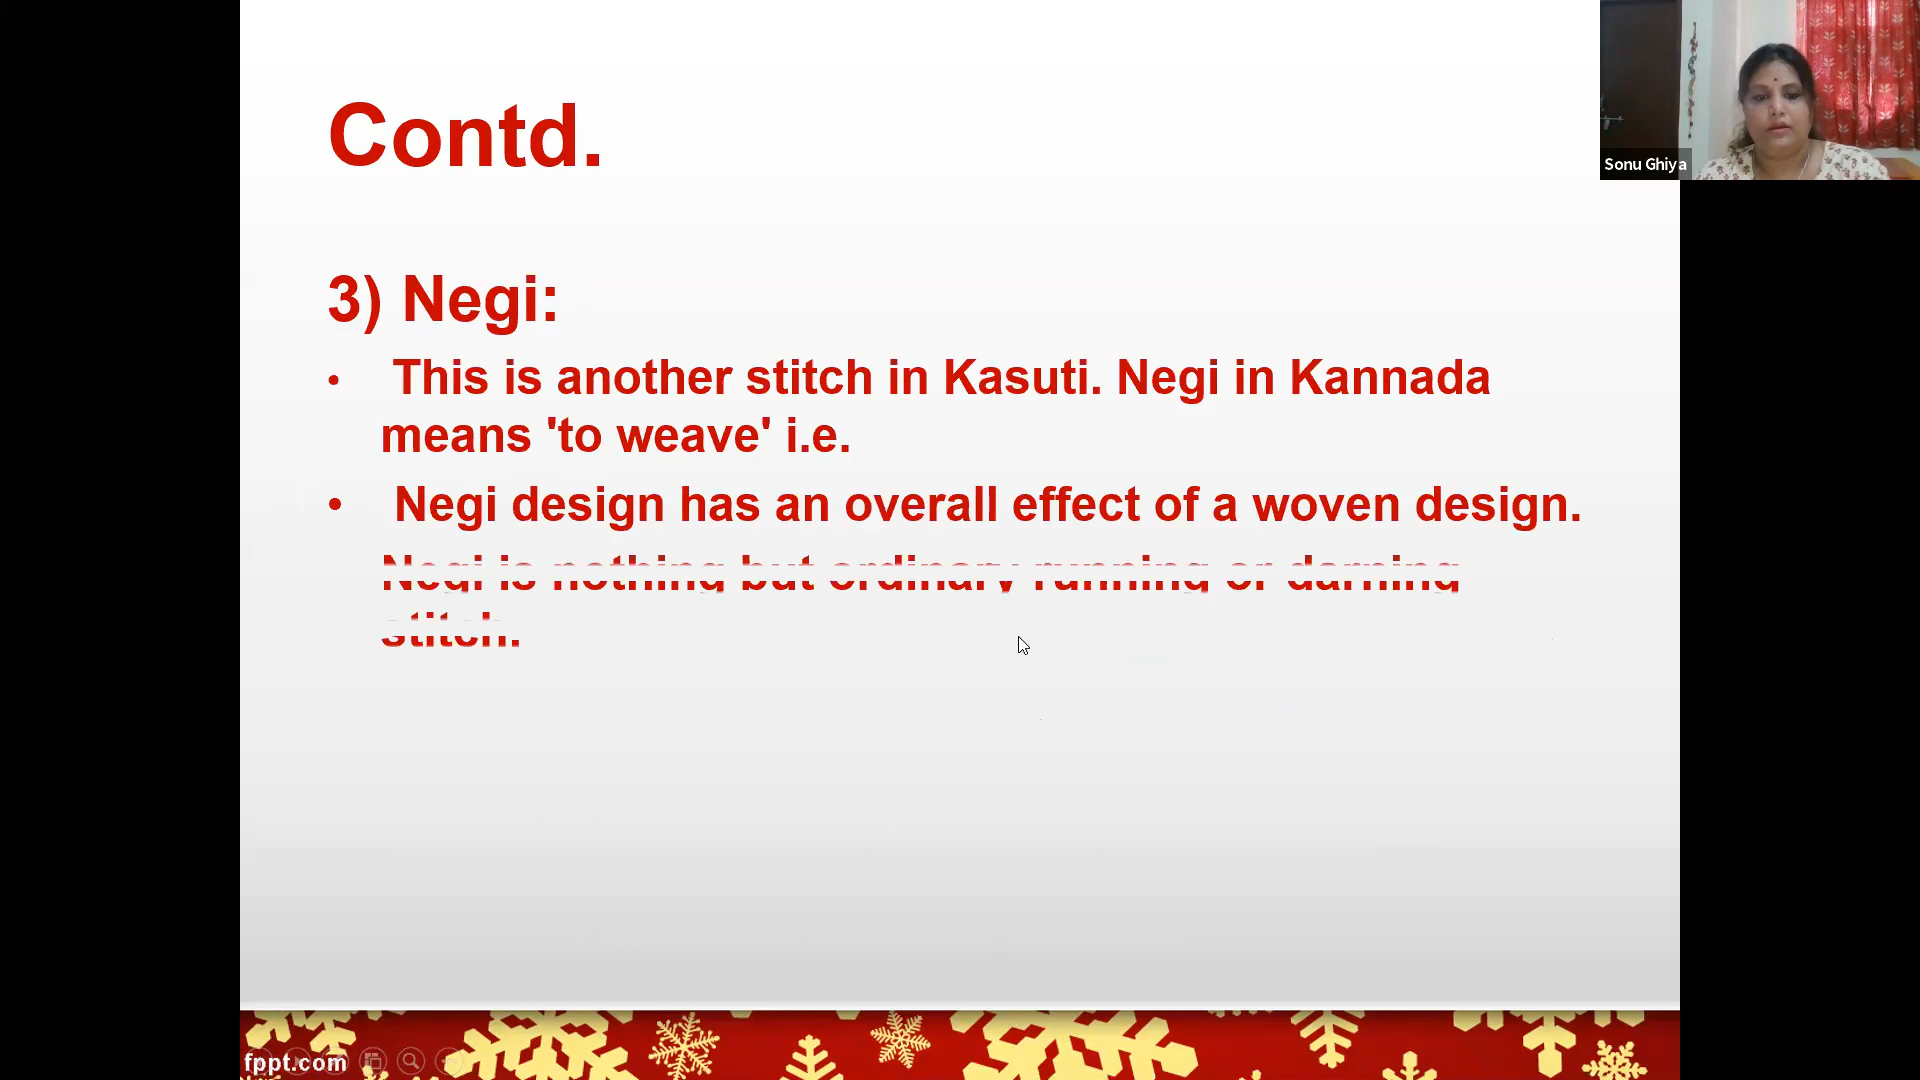 Contd.
3) Negi:
• This is another stitch in Kasuti. Negi in Kannada
means 'to weave' i.e.
• Negi design has an overall effect of a woven design.
Negi is nothing but ordinary running or darning
stitch.
Sonu Ghiya
fppt.com